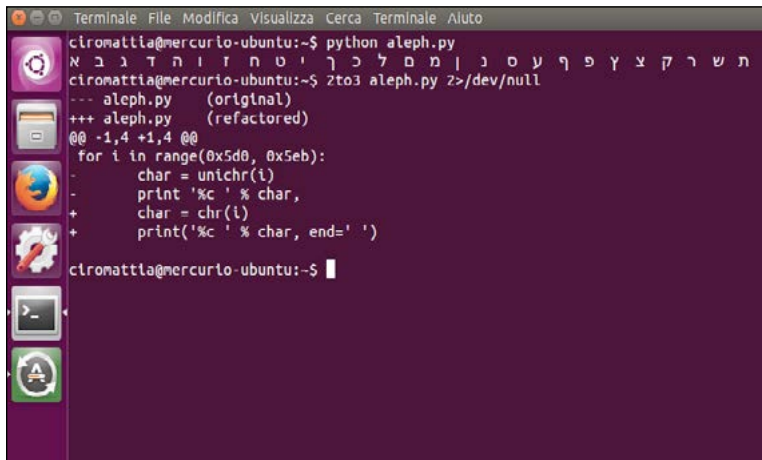 Terminale File Modifica Visualizza Cerca Terminale Aiuto
ciromattia@mercurio-ubuntu:~$ python aleph.py
א ב ג ד ה ו ז ח ט י ך כ ל ם מ ן נ ס ע ף פ ץ צ ק ר ש ת
ciromattia@mercurio-ubuntu:~$ 2to3 aleph.py 2>/dev/null
--- aleph.py    (original)
+++ aleph.py    (refactored)
@@ -1,4 +1,4 @@
 for i in range(0x5d0, 0x5eb):
-       char = unichr(i)
-       print '%c ' % char,
+       char = chr(i)
+       print('%c ' % char, end=' ')
ciromattia@mercurio-ubuntu:~$